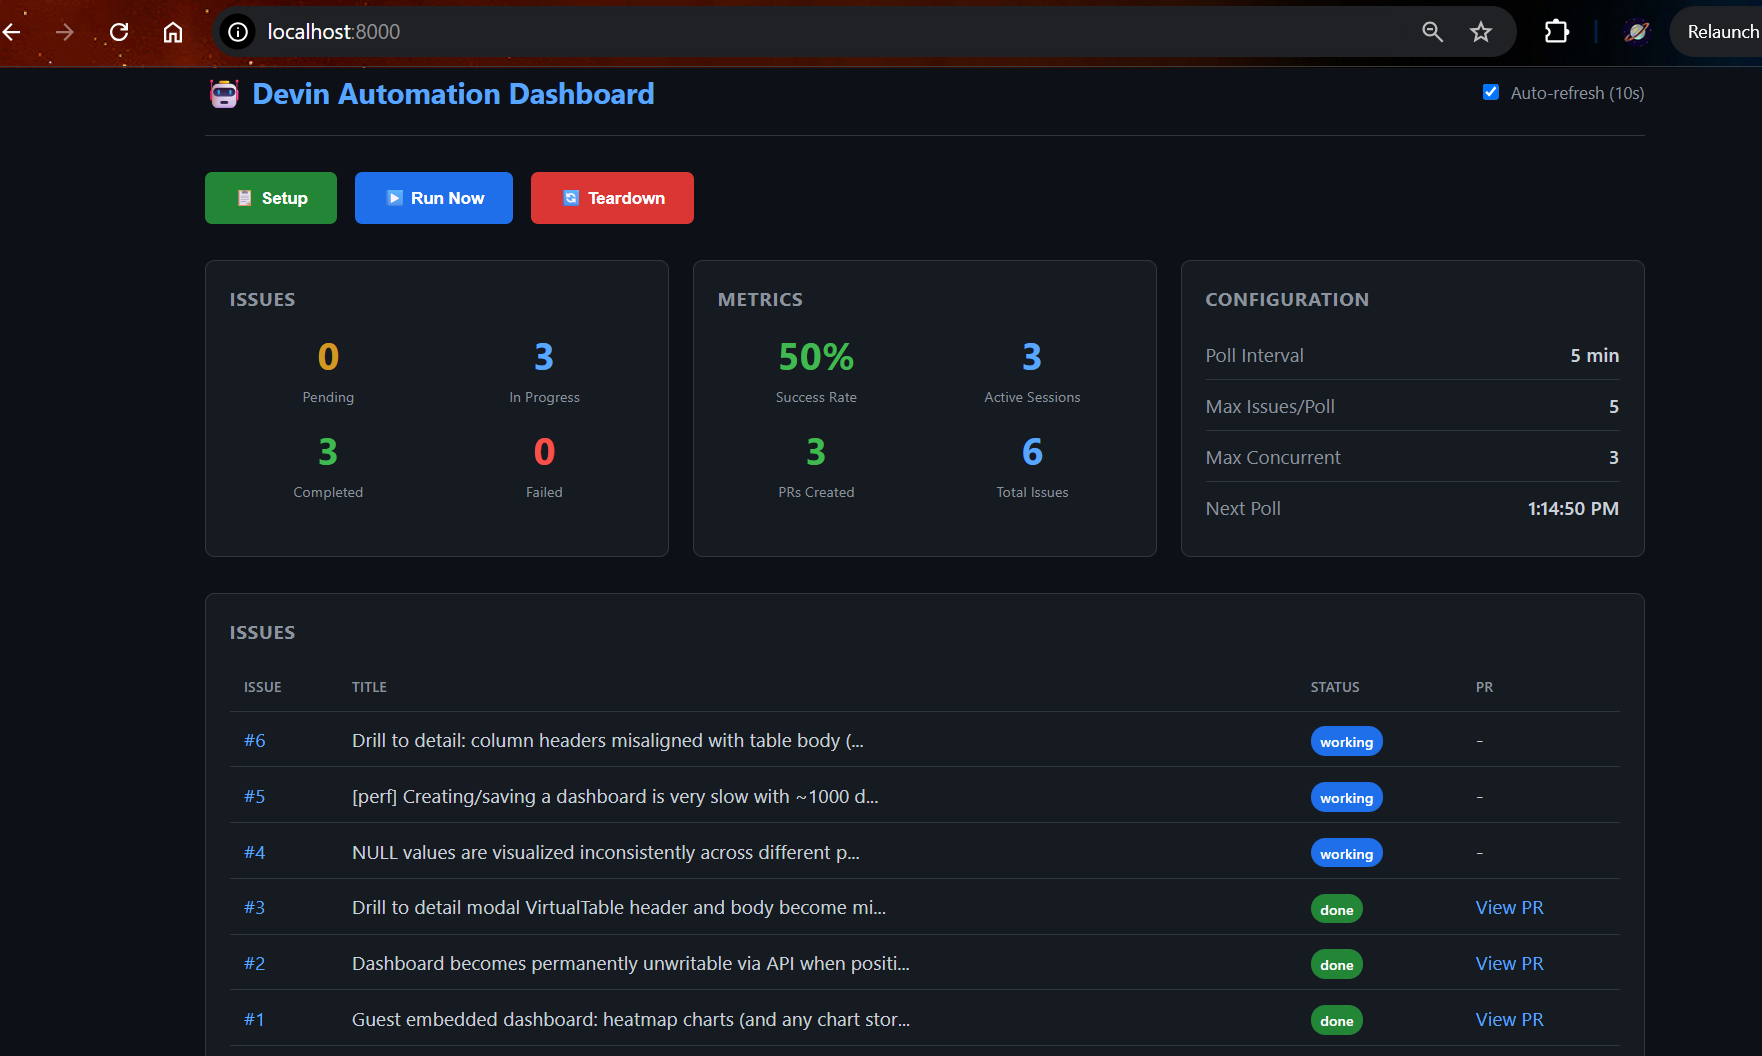 localhost:8000
Relaunch
Devin Automation Dashboard
Auto-refresh (10s)
Setup
Run Now
Teardown
ISSUES
0
3
Pending
In Progress
3
0
Completed
Failed
METRICS
50%
3
Success Rate
Active Sessions
3
6
PRs Created
Total Issues
CONFIGURATION
Poll Interval 5 min
Max Issues/Poll 5
Max Concurrent 3
Next Poll 1:14:50 PM
ISSUES
ISSUE TITLE STATUS PR
#6 Drill to detail: column headers misaligned with table body (... working -
#5 [perf] Creating/saving a dashboard is very slow with ~1000 d... working -
#4 NULL values are visualized inconsistently across different p... working -
#3 Drill to detail modal VirtualTable header and body become mi... done View PR
#2 Dashboard becomes permanently unwritable via API when positi... done View PR
#1 Guest embedded dashboard: heatmap charts (and any chart stor... done View PR